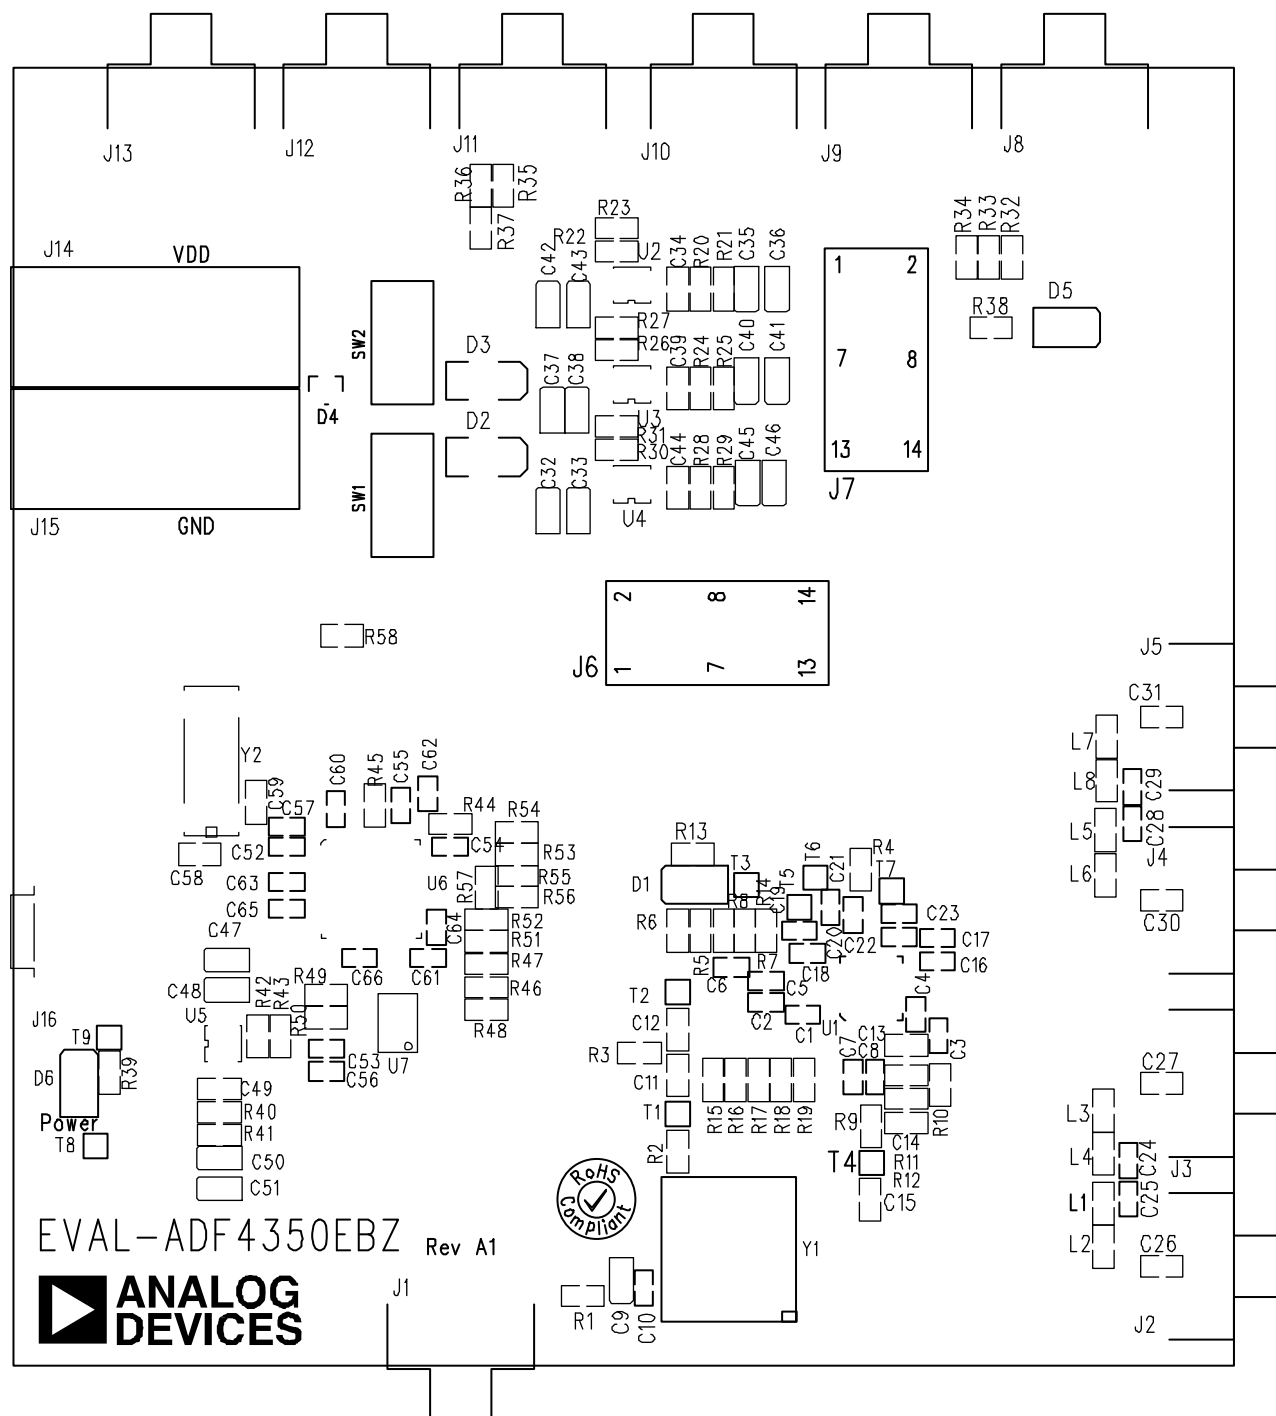 J13
J12
J11
J10
J9
J8
R36
R35
R37
R23
R22
U2
C42
C43
C34
R20
R21
C35
C36
R34
R33
R32
J14
VDD
1
2
R38
D5
SW2
D3
R27
R26
C39
R24
R25
C40
C41
7
8
C37
C38
D4
D2
U3
R31
R30
C44
R28
R29
C45
C46
13
14
J7
C32
C33
U4
SW1
J15
GND
2
8
14
J6
1
7
13
R58
J5
C31
L7
L8
C29
C28
L5
J4
L6
C30
Y2
C59
C57
C60
R45
C55
C62
R44
R54
C52
C54
R53
C58
C63
U6
R57
R55
C65
R56
C64
R52
R51
C47
C66
C61
R47
C48
R42
R43
R49
R50
R46
R48
U5
J16
T9
D6
R39
Power
T8
C53
C56
U7
C49
R40
R41
C50
C51
R13
D1
T3
T6
T5
C21
R4
T7
R6
R8
R14
C19
C23
C20
C22
C17
C16
R5
C6
R7
C18
T2
C5
C2
C1
U1
C4
C12
R3
C13
C3
C11
C7
C8
T1
R15
R16
R17
R18
R19
R10
R2
R9
C14
T4
R11
R12
C15
C27
L3
L4
C24
J3
L1
C25
L2
C26
J2
RoHS
Compliant
EVAL-ADF4350EBZ
Rev A1
Y1
J1
R1
C9
C10
ANALOG
DEVICES